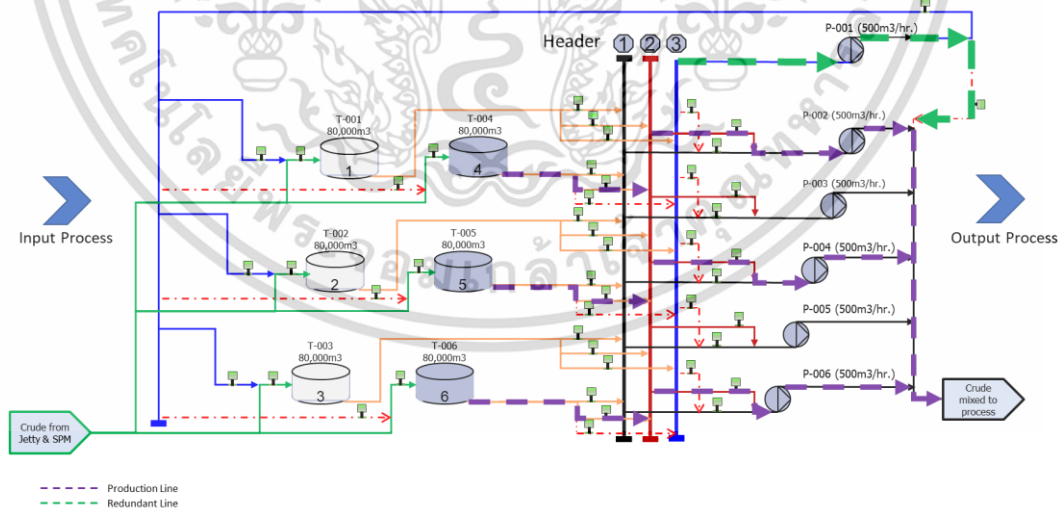 Header
1
2
3
P-001 (500m3/hr.)
T-001
80,000m3
1
T-004
80,000m3
4
P-002 (500m3/hr.)
P-003 (500m3/hr.)
Input Process
Output Process
T-002
80,000m3
2
T-005
80,000m3
5
P-004 (500m3/hr.)
P-005 (500m3/hr.)
T-003
80,000m3
3
T-006
80,000m3
6
P-006 (500m3/hr.)
Crude from
Jetty & SPM
Crude
mixed to
process
Production Line
Redundant Line